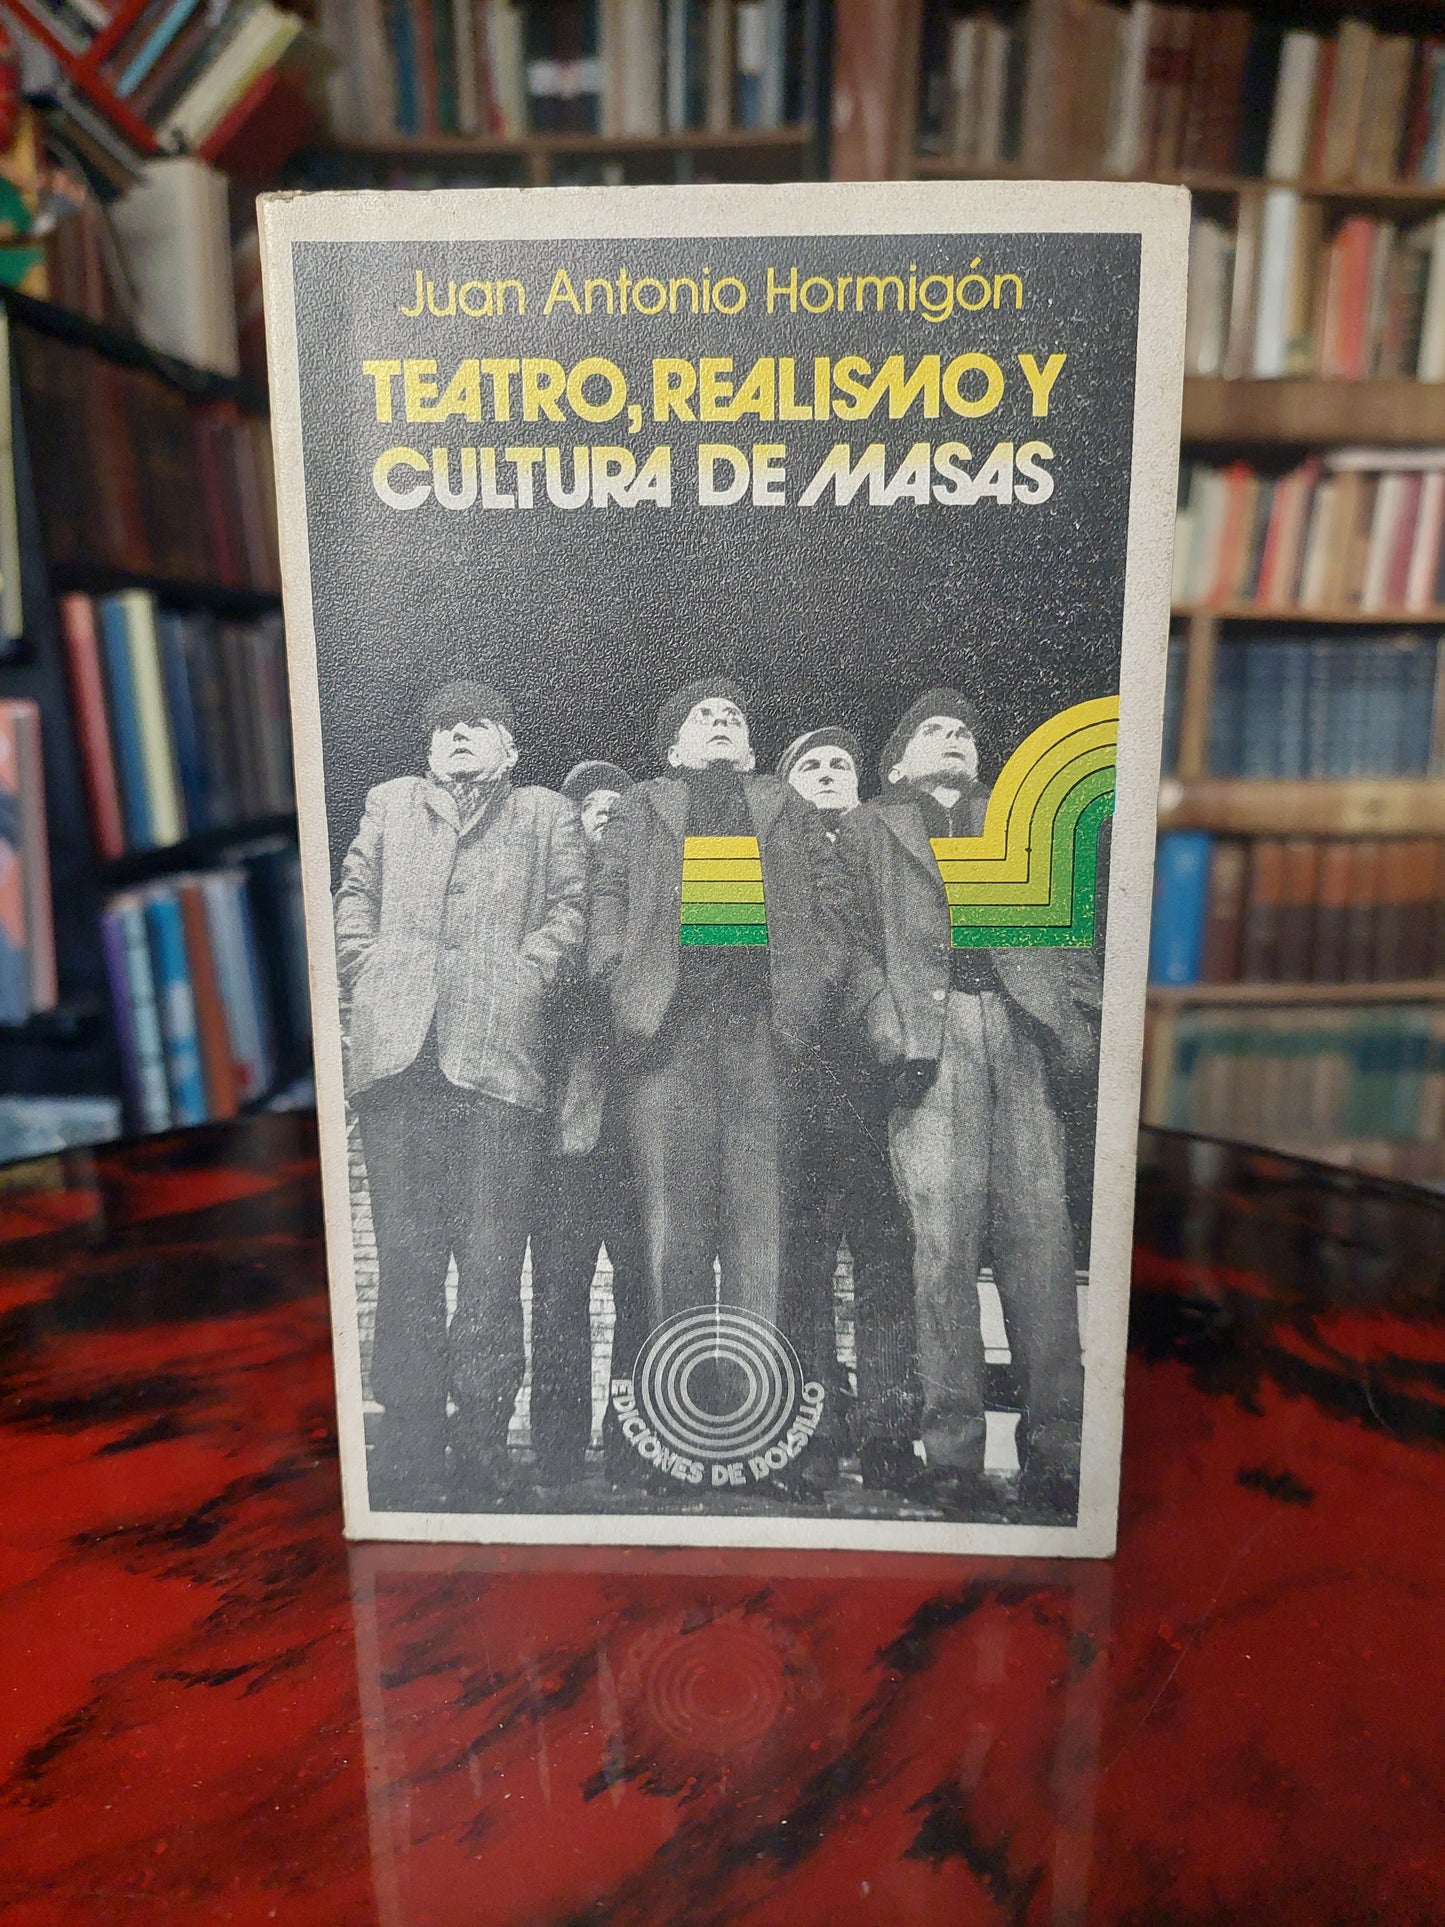 Juan Antonio Hormigón
TEATRO, REALISMO Y
CULTURA DE MASAS
EDICIONES DE BOLSILLO